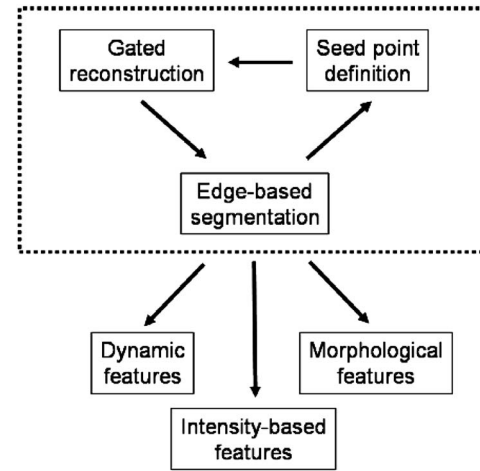 Gated
reconstruction
Seed point
definition
Edge-based
segmentation
Dynamic
features
Morphological
features
Intensity-based
features